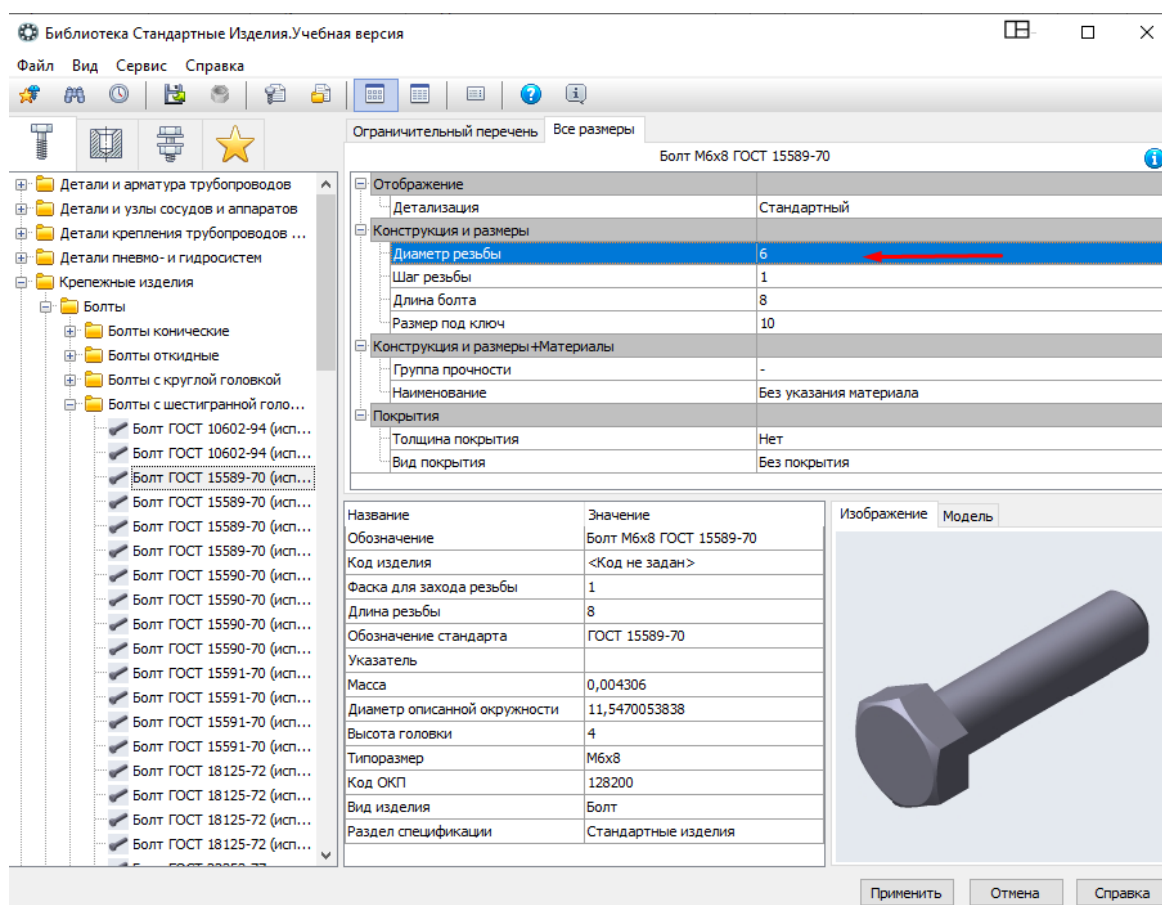 Библиотека Стандартные Изделия.Учебная версия
Файл Вид Сервис Справка
Детали и арматура трубопроводов
Детали и узлы сосудов и аппаратов
Детали крепления трубопроводов ...
Детали пневмо- и гидросистем
Крепежные изделия
Болты
Болты конические
Болты откидные
Болты с круглой головкой
Болты с шестигранной голо...
Болт ГОСТ 10602-94 (исп...
Болт ГОСТ 10602-94 (исп...
Болт ГОСТ 15589-70 (исп...
Болт ГОСТ 15589-70 (исп...
Болт ГОСТ 15589-70 (исп...
Болт ГОСТ 15589-70 (исп...
Болт ГОСТ 15590-70 (исп...
Болт ГОСТ 15590-70 (исп...
Болт ГОСТ 15590-70 (исп...
Болт ГОСТ 15590-70 (исп...
Болт ГОСТ 15591-70 (исп...
Болт ГОСТ 15591-70 (исп...
Болт ГОСТ 15591-70 (исп...
Болт ГОСТ 15591-70 (исп...
Болт ГОСТ 18125-72 (исп...
Болт ГОСТ 18125-72 (исп...
Болт ГОСТ 18125-72 (исп...
Болт ГОСТ 18125-72 (исп...
Ограничительный перечень Все размеры
Болт М6х8 ГОСТ 15589-70
Отображение
Детализация Стандартный
Конструкция и размеры
Диаметр резьбы 6
Шаг резьбы 1
Длина болта 8
Размер под ключ 10
Конструкция и размеры+Материалы
Группа прочности -
Наименование Без указания материала
Покрытия
Толщина покрытия Нет
Вид покрытия Без покрытия
Название Значение
Обозначение Болт М6х8 ГОСТ 15589-70
Код изделия <Код не задан>
Фаска для захода резьбы 1
Длина резьбы 8
Обозначение стандарта ГОСТ 15589-70
Указатель
Масса 0,004306
Диаметр описанной окружности 11,5470053838
Высота головки 4
Типоразмер М6х8
Код ОКП 128200
Вид изделия Болт
Раздел спецификации Стандартные изделия
Изображение Модель
Применить Отмена Справка